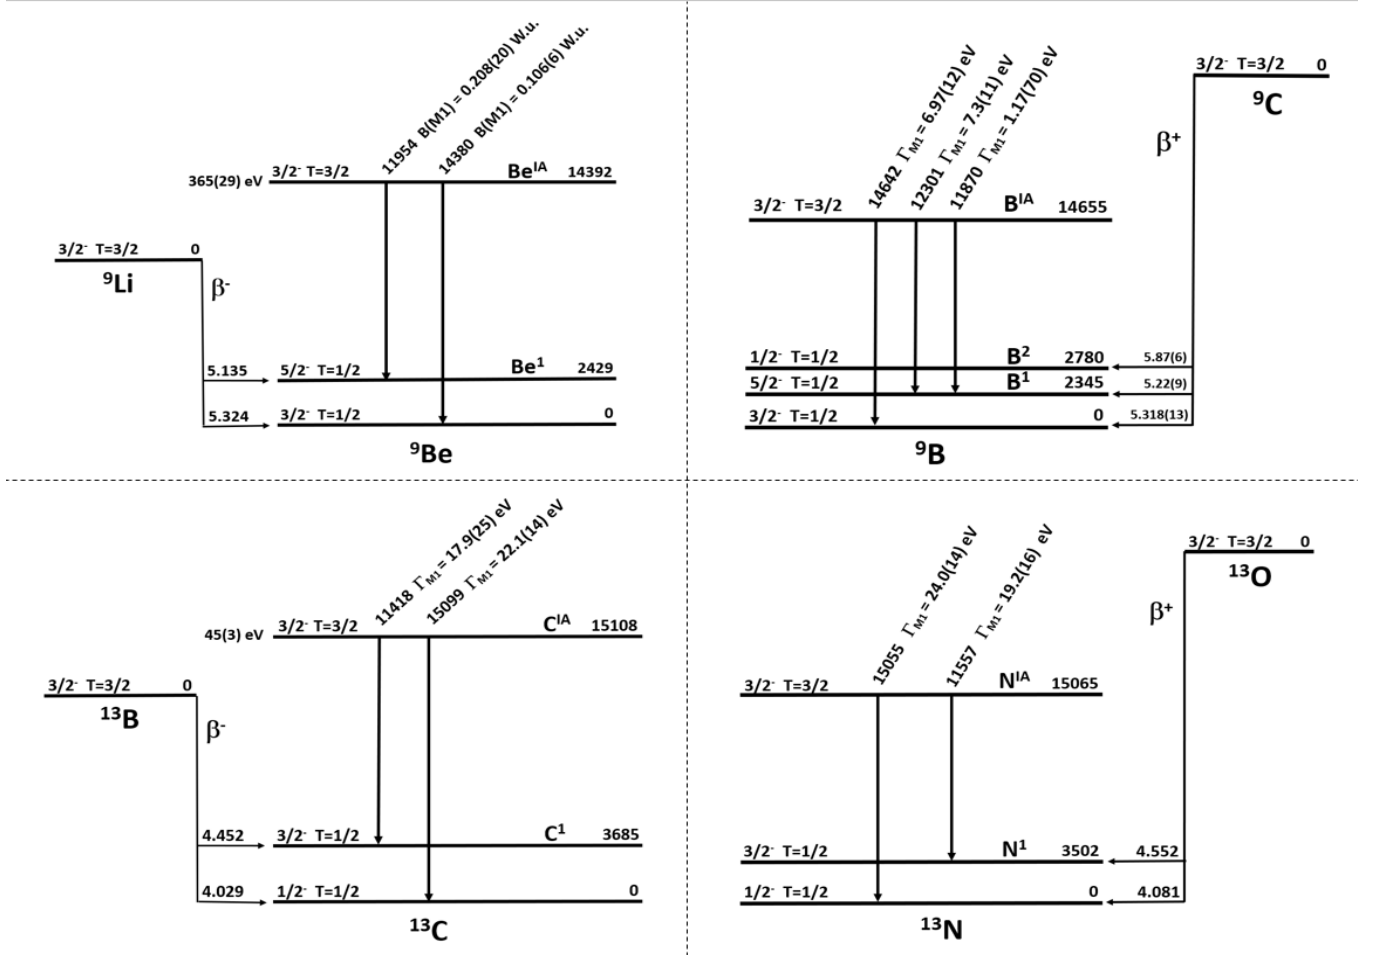 11954 B(M1) = 0.208(20) W.u.
14380 B(M1) = 0.106(6) W.u.
365(29) eV 3/2⁻ T=3/2 Beᴵᴬ 14392
3/2⁻ T=3/2 0
⁹Li
β⁻
5.135 5/2⁻ T=1/2 Be¹ 2429
5.324 3/2⁻ T=1/2 0
⁹Be
14642 Γ_M1 = 6.97(12) eV
12301 Γ_M1 = 7.3(11) eV
11870 Γ_M1 = 1.17(70) eV
3/2⁻ T=3/2 0
⁹C
β⁺
3/2⁻ T=3/2 Bᴵᴬ 14655
1/2⁻ T=1/2 B² 2780 5.87(6)
5/2⁻ T=1/2 B¹ 2345 5.22(9)
3/2⁻ T=1/2 0 5.318(13)
⁹B
11418 Γ_M1 = 17.9(25) eV
15099 Γ_M1 = 22.1(14) eV
45(3) eV 3/2⁻ T=3/2 Cᴵᴬ 15108
3/2⁻ T=3/2 0
¹³B
β⁻
4.452 3/2⁻ T=1/2 C¹ 3685
4.029 1/2⁻ T=1/2 0
¹³C
15055 Γ_M1 = 24.0(14) eV
11557 Γ_M1 = 19.2(16) eV
3/2⁻ T=3/2 0
¹³O
β⁺
3/2⁻ T=3/2 Nᴵᴬ 15065
3/2⁻ T=1/2 N¹ 3502 4.552
1/2⁻ T=1/2 0 4.081
¹³N